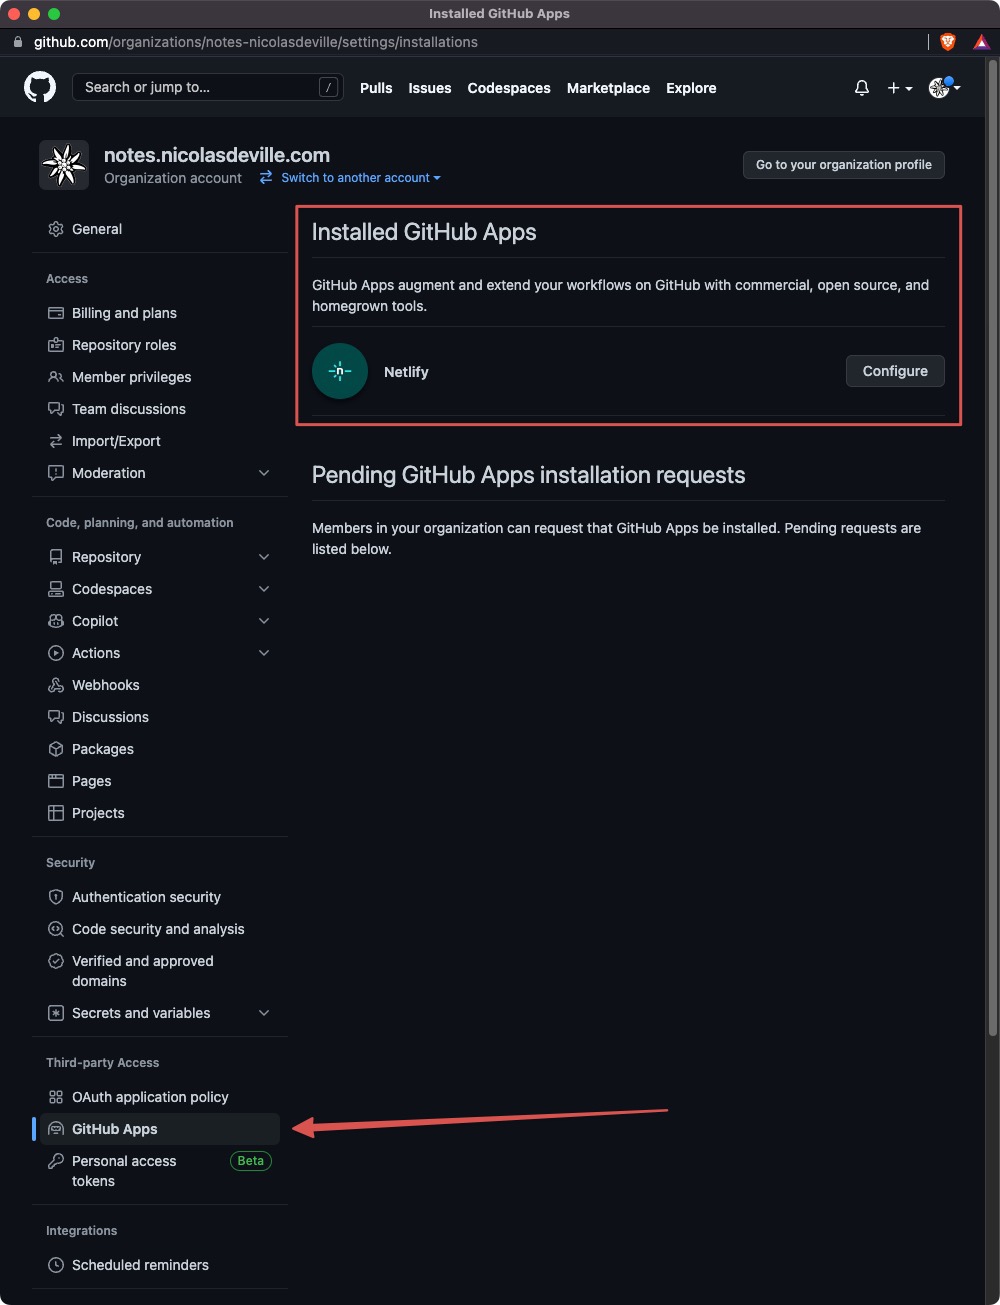 Installed GitHub Apps
github.com/organizations/notes-nicolasdeville/settings/installations
Search or jump to... /
Pulls Issues Codespaces Marketplace Explore
notes.nicolasdeville.com
Organization account Switch to another account
Go to your organization profile
General
Access
Billing and plans
Repository roles
Member privileges
Team discussions
Import/Export
Moderation
Code, planning, and automation
Repository
Codespaces
Copilot
Actions
Webhooks
Discussions
Packages
Pages
Projects
Security
Authentication security
Code security and analysis
Verified and approved
domains
Secrets and variables
Third-party Access
OAuth application policy
GitHub Apps
Personal access
tokens
Beta
Integrations
Scheduled reminders
Installed GitHub Apps
GitHub Apps augment and extend your workflows on GitHub with commercial, open source, and
homegrown tools.
n
Netlify
Configure
Pending GitHub Apps installation requests
Members in your organization can request that GitHub Apps be installed. Pending requests are
listed below.